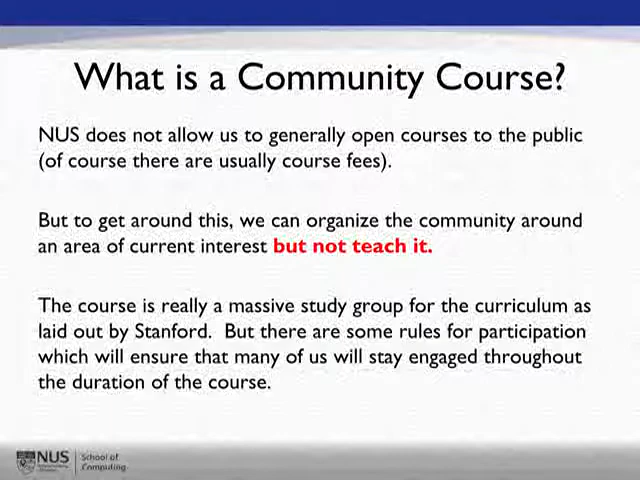 What is a Community Course?
NUS does not allow us to generally open courses to the public
(of course there are usually course fees).
But to get around this, we can organize the community around
an area of current interest but not teach it.
The course is really a massive study group for the curriculum as
laid out by Stanford.  But there are some rules for participation
which will ensure that many of us will stay engaged throughout
the duration of the course.
NUS
School of
Computing